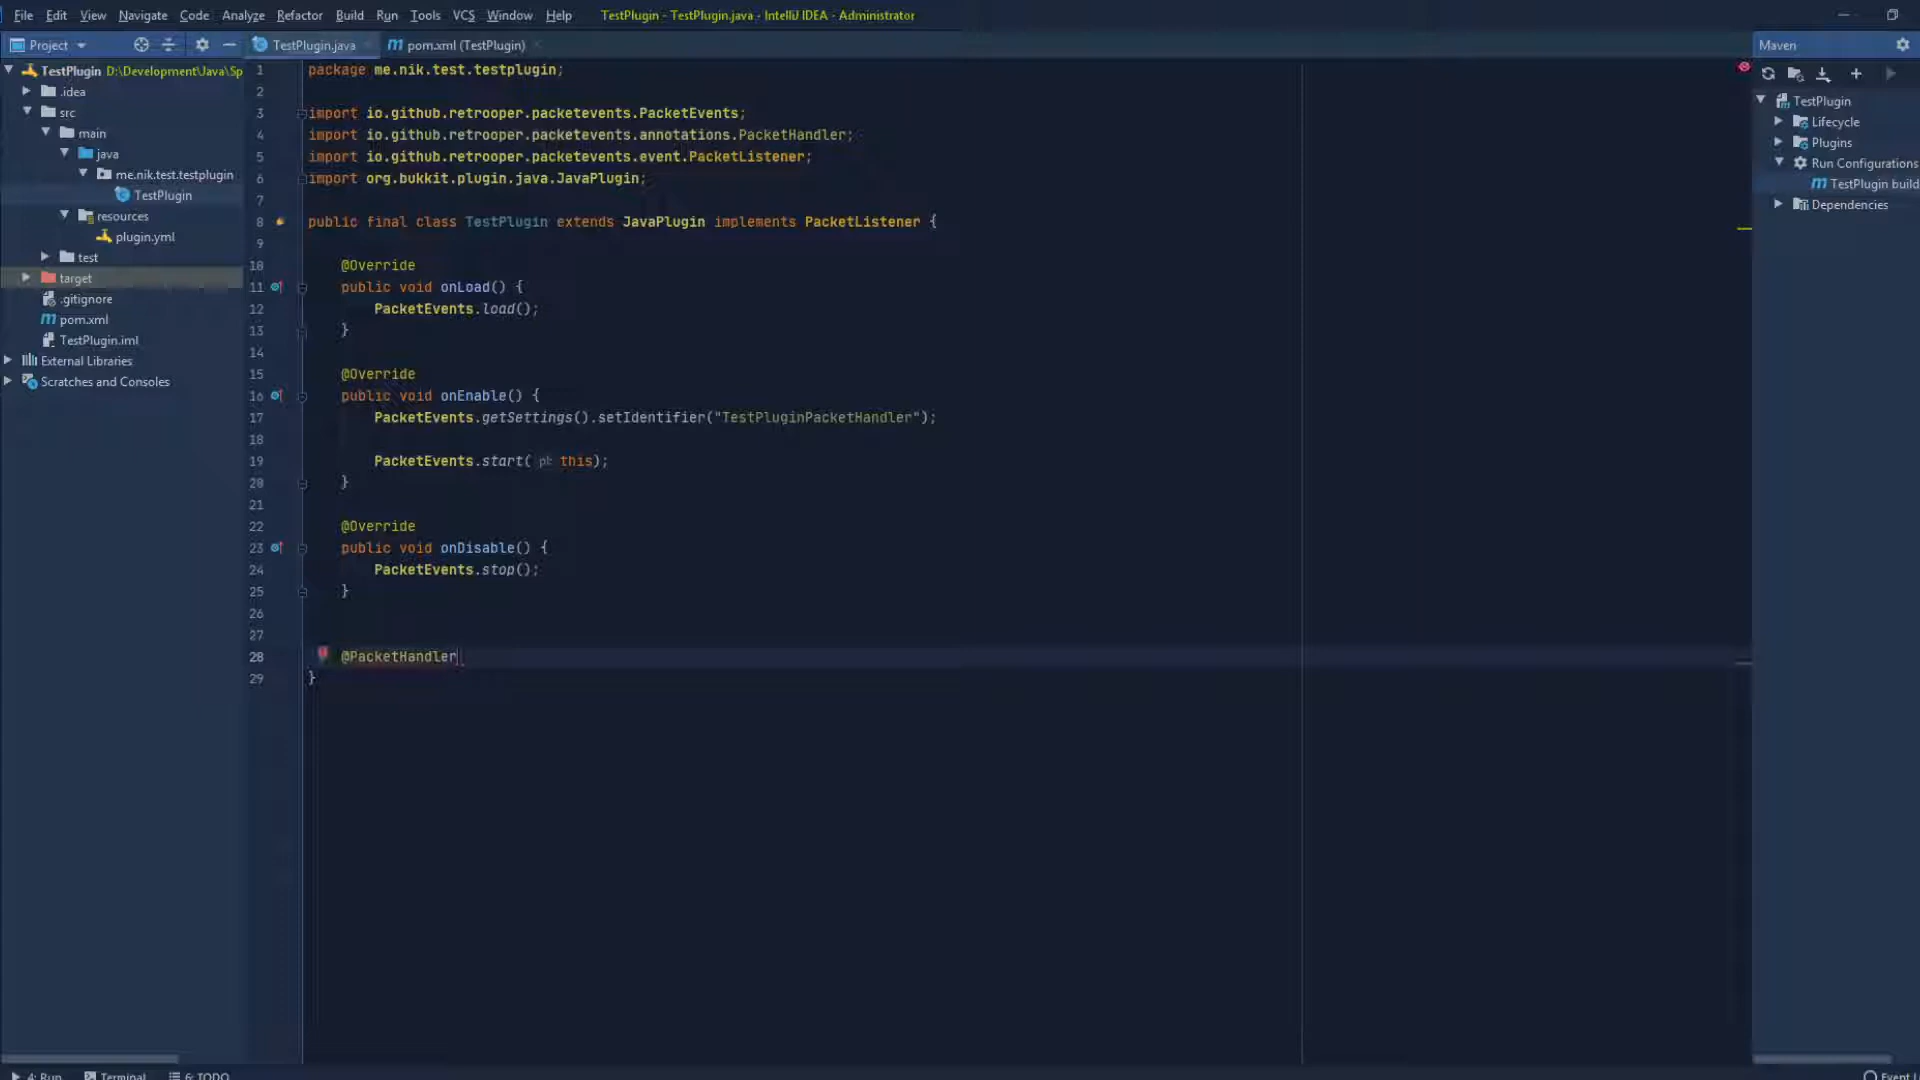 File Edit View Navigate Code Analyze Refactor Build Run Tools VCS Window Help TestPlugin - TestPlugin.java - IntelliJ IDEA - Administrator
Project
TestPlugin.java
pom.xml (TestPlugin)
Maven
TestPlugin D:\Development\Java\Sp
.idea
src
main
java
me.nik.test.testplugin
TestPlugin
resources
plugin.yml
test
target
.gitignore
pom.xml
TestPlugin.iml
External Libraries
Scratches and Consoles
1 package me.nik.test.testplugin;
2
3 import io.github.retrooper.packetevents.PacketEvents;
4 import io.github.retrooper.packetevents.annotations.PacketHandler;
5 import io.github.retrooper.packetevents.event.PacketListener;
6 import org.bukkit.plugin.java.JavaPlugin;
7
8 public final class TestPlugin extends JavaPlugin implements PacketListener {
9
10 @Override
11 public void onLoad() {
12 PacketEvents.load();
13 }
14
15 @Override
16 public void onEnable() {
17 PacketEvents.getSettings().setIdentifier("TestPluginPacketHandler");
18
19 PacketEvents.start( pl: this);
20 }
21
22 @Override
23 public void onDisable() {
24 PacketEvents.stop();
25 }
26
27
28 @PacketHandler
29 }
TestPlugin
Lifecycle
Plugins
Run Configurations
TestPlugin build
Dependencies
4: Run Terminal 6: TODO
Event L